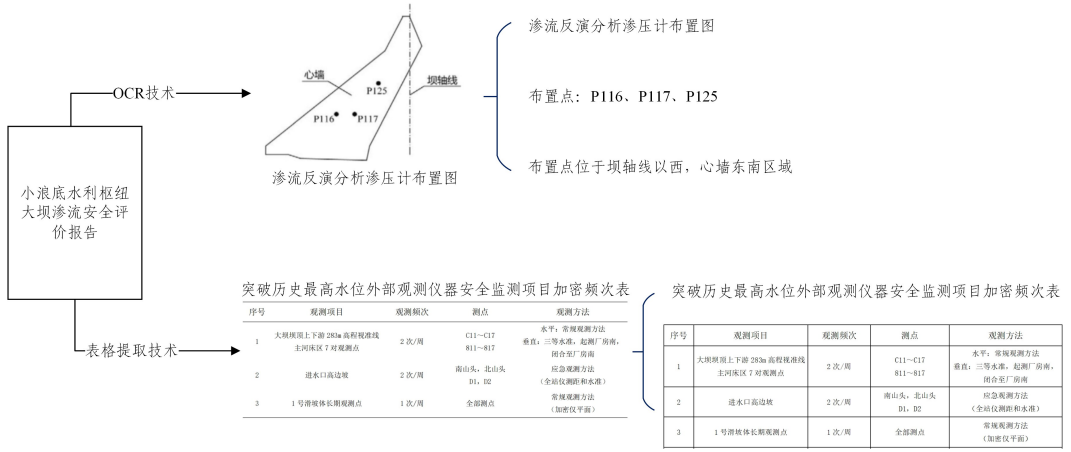 小浪底水利枢纽
大坝渗流安全评
价报告
OCR技术
心墙
坝轴线
P125
P116
P117
渗流反演分析渗压计布置图
渗流反演分析渗压计布置图
布置点：P116、P117、P125
布置点位于坝轴线以西，心墙东南区域
表格提取技术
突破历史最高水位外部观测仪器安全监测项目加密频次表
序号 观测项目 观测频次 测点 观测方法
1 大坝坝顶上下游 283m 高程视准线 主河床区 7 对观测点 2 次/周 C11～C17 811～817 水平：常规观测方法 垂直：三等水准，起测厂房南、闭合至厂房南
2 进水口高边坡 2 次/周 南山头，北山头 D1，D2 应急观测方法 （全站仪测距和水准）
3 1 号滑坡体长期观测点 1 次/周 全部测点 常规观测方法 （加密仪平面）
突破历史最高水位外部观测仪器安全监测项目加密频次表
序号 观测项目 观测频次 测点 观测方法
1 大坝坝顶上下游 283m 高程视准线 主河床区 7 对观测点 2 次/周 C11～C17 811～817 水平：常规观测方法 垂直：三等水准，起测厂房南、闭合至厂房南
2 进水口高边坡 2 次/周 南山头，北山头 D1，D2 应急观测方法 （全站仪测距和水准）
3 1 号滑坡体长期观测点 1 次/周 全部测点 常规观测方法 （加密仪平面）